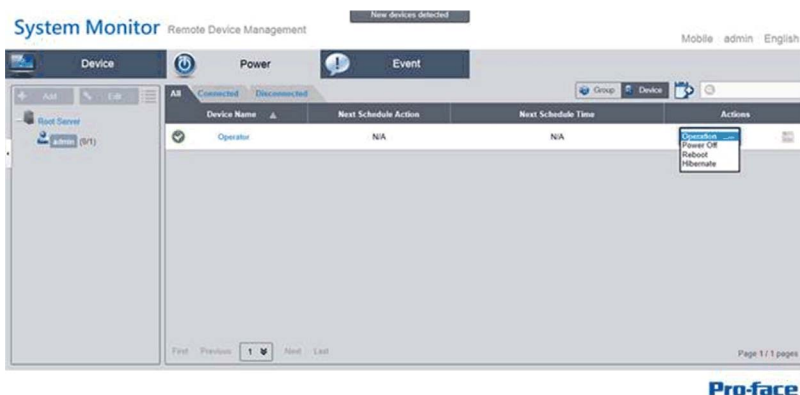 New devices detected
System Monitor Remote Device Management
Mobile admin English
Device Power Event
Add Edit
All Connected Disconnected
Group Device
Device Name Next Schedule Action Next Schedule Time Actions
Root Server
admin (0/1)
Operator N/A N/A Operation ...
Power Off
Reboot
Hibernate
First Previous 1 Next Last
Page 1 / 1 pages
Pro-face